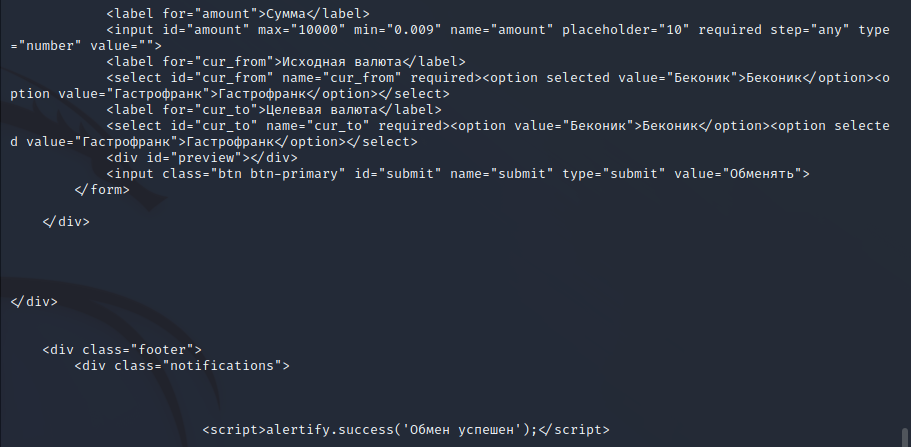 <label for="amount">Сумма</label>
<input id="amount" max="10000" min="0.009" name="amount" placeholder="10" required step="any" type
="number" value="">
<label for="cur_from">Исходная валюта</label>
<select id="cur_from" name="cur_from" required><option selected value="Беконик">Беконик</option><o
ption value="Гастрофранк">Гастрофранк</option></select>
<label for="cur_to">Целевая валюта</label>
<select id="cur_to" name="cur_to" required><option value="Беконик">Беконик</option><option selecte
d value="Гастрофранк">Гастрофранк</option></select>
<div id="preview"></div>
<input class="btn btn-primary" id="submit" name="submit" type="submit" value="Обменять">
</form>
</div>
</div>
<div class="footer">
<div class="notifications">
<script>alertify.success('Обмен успешен');</script>